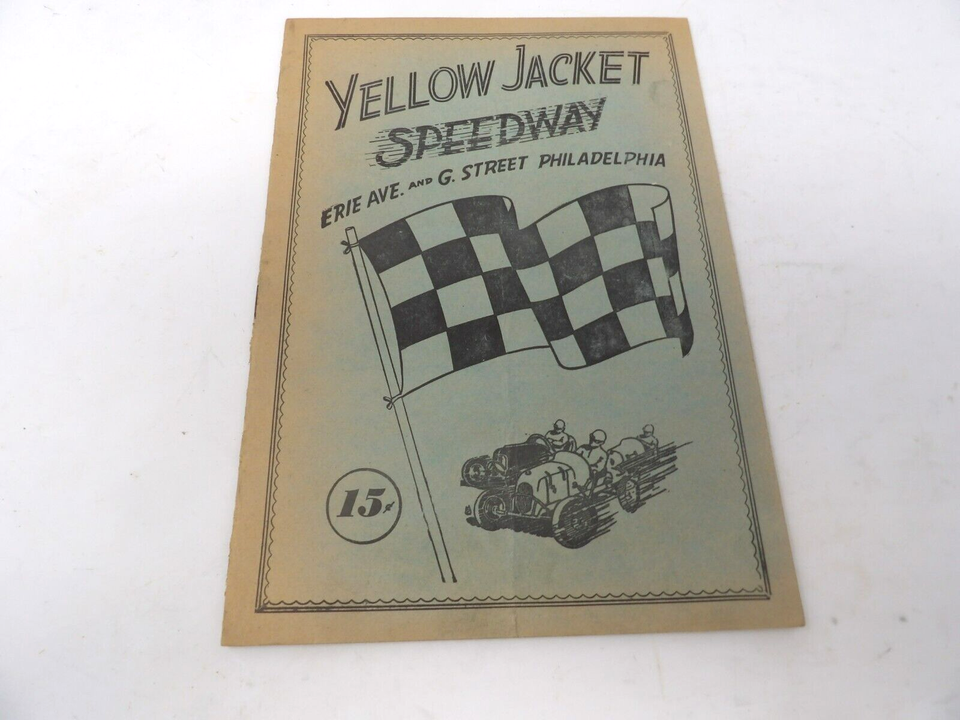 YELLOW JACKET
SPEEDWAY
ERIE AVE. AND G. STREET PHILADELPHIA
15¢